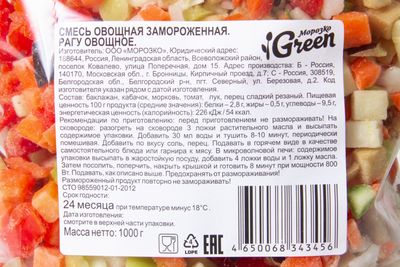 СМЕСЬ ОВОЩНАЯ ЗАМОРОЖЕННАЯ.
РАГУ ОВОЩНОЕ.
Морозко
Green
Изготовитель: ООО «МОРОЗКО». Юридический адрес:
188644, Россия, Ленинградская область, Всеволожский район,
поселок Ковалево, улица Поперечная, дом 15. Адрес производства: Б - Россия,
140170, Московская обл., г. Бронницы, Кирпичный проезд, д.7, С - Россия, 308519,
Белгородская обл., Белгородский р-н, пгт. Северный, ул. Березовая, д.2. Код
изготовителя указан рядом с датой изготовления.
Состав: баклажан, кабачок, морковь, томат, лук, перец сладкий резаный. Пищевая
ценность 100 г продукта (средние значения): белки – 2,8 г, жиры – 0,5 г, углеводы – 9,5 г,
энергетическая ценность (калорийность): 226 кДж / 54 ккал.
Рекомендации по приготовлению: перед приготовлением не размораживать! На
сковороде: разогреть на сковороде 3 ложки растительного масла и высыпать
содержимое упаковки. Добавить 30 мл воды и тушить 8-10 минут, периодически
помешивая. Добавить по вкусу соль, перец. Подавать в горячем виде в качестве
самостоятельного блюда или гарнира к мясу. В микроволновой печи: содержимое
упаковки высыпать в жаростойкую посуду, добавить 4 ложки воды и 1 ложку масла.
Затем посолить, поперчить, накрыть крышкой и готовить 8 минут при мощности 800
Вт. Подавать, как описано выше. Предохранять от размораживания!
Размороженный продукт повторно не замораживать!
СТО 98559012-01-2012
Срок годности:
24 месяца при температуре минус 18°С.
Дата изготовления:
смотрите в верхней части упаковки.
Масса нетто: 1000 г
4
LDPE
EAC
4 650068 343456